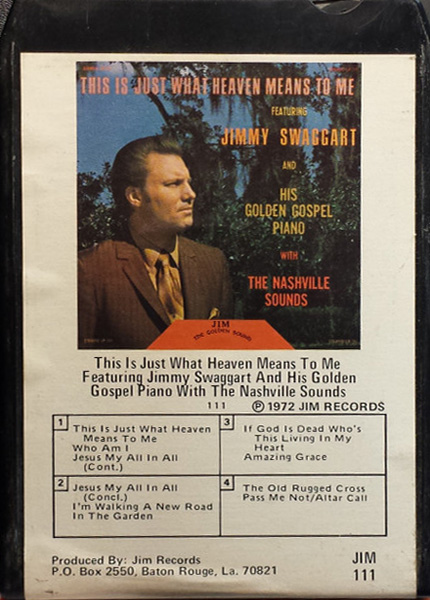 THIS IS JUST WHAT HEAVEN MEANS TO ME
FEATURING
JIMMY SWAGGART
AND
HIS
GOLDEN GOSPEL
PIANO
WITH
THE NASHVILLE
SOUNDS
JIM
the GOLDEN sounds
This Is Just What Heaven Means To Me
Featuring Jimmy Swaggart And His Golden
Gospel Piano With The Nashville Sounds
111 Ⓟ 1972 JIM RECORDS
1 This Is Just What Heaven
Means To Me
Who Am I
Jesus My All In All
(Cont.)
2 Jesus My All In All
(Concl.)
I'm Walking A New Road
In The Garden
3 If God Is Dead Who's
This Living In My
Heart
Amazing Grace
4 The Old Rugged Cross
Pass Me Not/Altar Call
Produced By: Jim Records
P.O. Box 2550, Baton Rouge, La. 70821
JIM
111